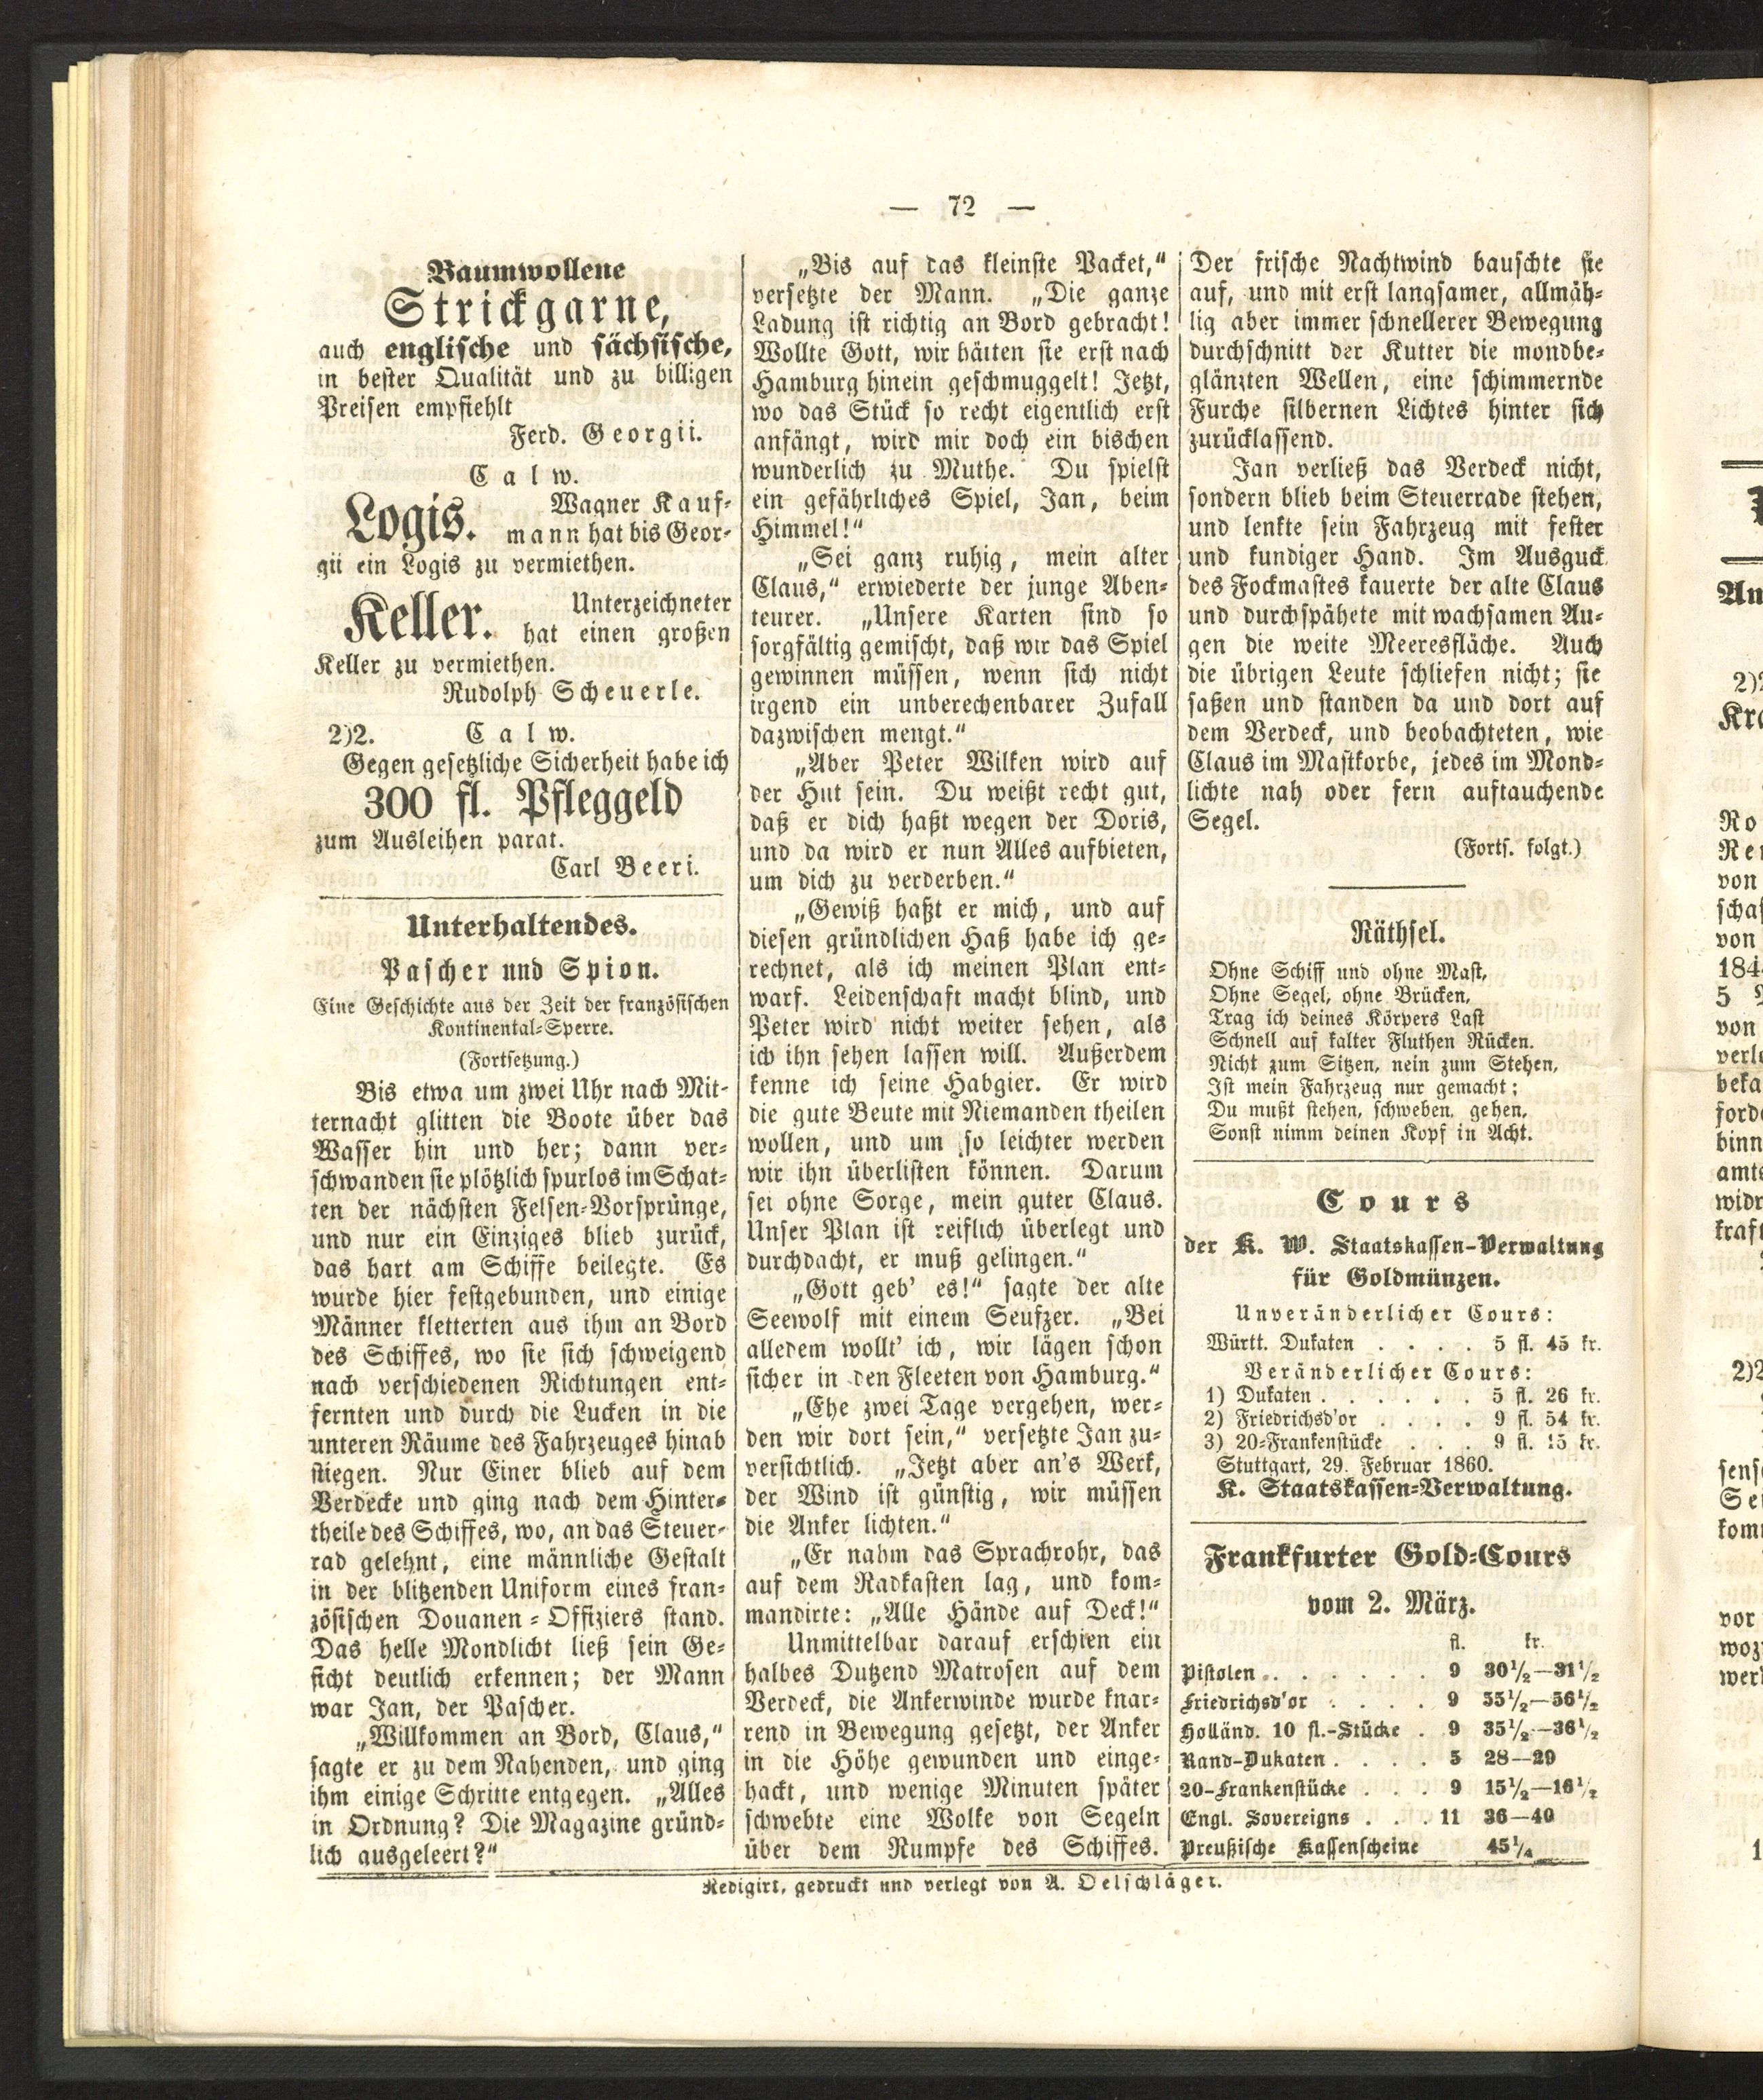 — 72 —
Baumwollene
Strickgarne,
auch englische und sächsische,
in bester Qualität und zu billigen
Preisen empfiehlt
Ferd. Georgii.
Calw.
Logis. Wagner Kauf-
mann hat bis Geor-
gii ein Logis zu vermiethen.
Keller. Unterzeichneter
hat einen großen
Keller zu vermiethen.
Rudolph Scheuerle.
2)2. Calw.
Gegen gesetzliche Sicherheit habe ich
300 fl. Pfleggeld
zum Ausleihen parat.
Carl Beeri.
Unterhaltendes.
Pascher und Spion.
Eine Geschichte aus der Zeit der französischen
Kontinental-Sperre.
(Fortsetzung.)
Bis etwa um zwei Uhr nach Mit-
ternacht glitten die Boote über das
Wasser hin und her; dann ver-
schwanden sie plötzlich spurlos im Schat-
ten der nächsten Felsen-Vorsprünge,
und nur ein Einziges blieb zurück,
das hart am Schiffe beilegte. Es
wurde hier festgebunden, und einige
Männer kletterten aus ihm an Bord
des Schiffes, wo sie sich schweigend
nach verschiedenen Richtungen ent-
fernten und durch die Lucken in die
unteren Räume des Fahrzeuges hinab
stiegen. Nur Einer blieb auf dem
Verdecke und ging nach dem Hinter-
theile des Schiffes, wo, an das Steuer-
rad gelehnt, eine männliche Gestalt
in der blitzenden Uniform eines fran-
zösischen Douanen-Offiziers stand.
Das helle Mondlicht ließ sein Ge-
sicht deutlich erkennen; der Mann
war Jan, der Pascher.
„Willkommen an Bord, Claus,“
sagte er zu dem Nahenden, und ging
ihm einige Schritte entgegen. „Alles
in Ordnung? Die Magazine gründ-
lich ausgeleert?“
„Bis auf das kleinste Packet,“
versetzte der Mann. „Die ganze
Ladung ist richtig an Bord gebracht!
Wollte Gott, wir hätten sie erst nach
Hamburg hinein geschmuggelt! Jetzt,
wo das Stück so recht eigentlich erst
anfängt, wird mir doch ein bischen
wunderlich zu Muthe. Du spielst
ein gefährliches Spiel, Jan, beim
Himmel!“
„Sei ganz ruhig, mein alter
Claus,“ erwiederte der junge Aben-
teurer. „Unsere Karten sind so
sorgfältig gemischt, daß wir das Spiel
gewinnen müssen, wenn sich nicht
irgend ein unberechenbarer Zufall
dazwischen mengt.“
„Aber Peter Wilken wird auf
der Hut sein. Du weißt recht gut,
daß er dich haßt wegen der Doris,
und da wird er nun Alles aufbieten,
um dich zu verderben.“
„Gewiß haßt er mich, und auf
diesen gründlichen Haß habe ich ge-
rechnet, als ich meinen Plan ent-
warf. Leidenschaft macht blind, und
Peter wird nicht weiter sehen, als
ich ihn sehen lassen will. Außerdem
kenne ich seine Habgier. Er wird
die gute Beute mit Niemanden theilen
wollen, und um so leichter werden
wir ihn überlisten können. Darum
sei ohne Sorge, mein guter Claus.
Unser Plan ist reiflich überlegt und
durchdacht, er muß gelingen.“
„Gott geb’ es!“ sagte der alte
Seewolf mit einem Seufzer. „Bei
alledem wollt’ ich, wir lägen schon
sicher in den Fleeten von Hamburg.“
„Ehe zwei Tage vergehen, wer-
den wir dort sein,“ versetzte Jan zu-
versichtlich. „Jetzt aber an’s Werk,
der Wind ist günstig, wir müssen
die Anker lichten.“
„Er nahm das Sprachrohr, das
auf dem Radkasten lag, und kom-
mandirte: „Alle Hände auf Deck!“
Unmittelbar darauf erschien ein
halbes Dutzend Matrosen auf dem
Verdeck, die Ankerwinde wurde knar-
rend in Bewegung gesetzt, der Anker
in die Höhe gewunden und einge-
hackt, und wenige Minuten später
schwebte eine Wolke von Segeln
über dem Rumpfe des Schiffes.
Der frische Nachtwind bauschte sie
auf, und mit erst langsamer, allmäh-
lig aber immer schnellerer Bewegung
durchschnitt der Kutter die mondbe-
glänzten Wellen, eine schimmernde
Furche silbernen Lichtes hinter sich
zurücklassend.
Jan verließ das Verdeck nicht,
sondern blieb beim Steuerrade stehen,
und lenkte sein Fahrzeug mit fester
und kundiger Hand. Im Ausguck
des Fockmastes kauerte der alte Claus
und durchspähete mit wachsamen Au-
gen die weite Meeresfläche. Auch
die übrigen Leute schliefen nicht; sie
saßen und standen da und dort auf
dem Verdeck, und beobachteten, wie
Claus im Mastkorbe, jedes im Mond-
lichte nah oder fern auftauchende
Segel.
(Forts. folgt.)
Räthsel.
Ohne Schiff und ohne Mast,
Ohne Segel, ohne Brücken,
Trag ich deines Körpers Last
Schnell auf kalter Fluthen Rücken.
Nicht zum Sitzen, nein zum Stehen,
Ist mein Fahrzeug nur gemacht;
Du mußt stehen, schweben, gehen,
Sonst nimm deinen Kopf in Acht.
Cours
der K. W. Staatskassen-Verwaltung
für Goldmünzen.
Unveränderlicher Cours:
Württ. Dukaten . . . . 5 fl. 45 kr.
Veränderlicher Cours:
1) Dukaten . . . . . . 5 fl. 26 kr.
2) Friedrichsd’or . . . . 9 fl. 54 kr.
3) 20-Frankenstücke . . . 9 fl. 15 kr.
Stuttgart, 29. Februar 1860.
K. Staatskassen-Verwaltung.
Frankfurter Gold-Cours
vom 2. März.
fl. kr.
Pistolen . . . . . . . 9 30½—31½
Friedrichsd’or . . . . 9 55½—56½
Holländ. 10 fl.-Stücke . 9 35½—36½
Rand-Dukaten . . . . 5 28—29
20-Frankenstücke . . . 9 15½—16½
Engl. Sovereigns . . . 11 36—40
Preußische Kassenscheine 45¼
Redigirt, gedruckt und verlegt von A. Oelschläger.
An
2)2
Kra
Ro
Ren
von
schaf
von
184
5
von
verl
beka
ford
binn
amts
widr
kraft
2)2
sens
Se
kom
vor
woz
wer
1